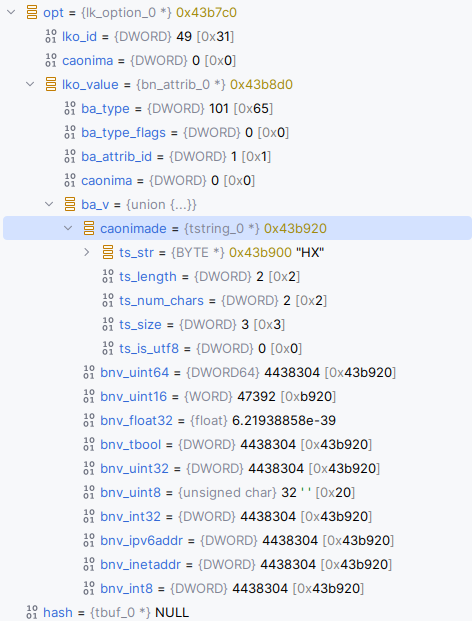 opt = {lk_option_0 *} 0x43b7c0
lko_id = {DWORD} 49 [0x31]
caonima = {DWORD} 0 [0x0]
lko_value = {bn_attrib_0 *} 0x43b8d0
ba_type = {DWORD} 101 [0x65]
ba_type_flags = {DWORD} 0 [0x0]
ba_attrib_id = {DWORD} 1 [0x1]
caonima = {DWORD} 0 [0x0]
ba_v = {union {...}}
caonimade = {tstring_0 *} 0x43b920
ts_str = {BYTE *} 0x43b900 "HX"
ts_length = {DWORD} 2 [0x2]
ts_num_chars = {DWORD} 2 [0x2]
ts_size = {DWORD} 3 [0x3]
ts_is_utf8 = {DWORD} 0 [0x0]
bnv_uint64 = {DWORD64} 4438304 [0x43b920]
bnv_uint16 = {WORD} 47392 [0xb920]
bnv_float32 = {float} 6.21938858e-39
bnv_tbool = {DWORD} 4438304 [0x43b920]
bnv_uint32 = {DWORD} 4438304 [0x43b920]
bnv_uint8 = {unsigned char} 32 ' ' [0x20]
bnv_int32 = {DWORD} 4438304 [0x43b920]
bnv_ipv6addr = {DWORD} 4438304 [0x43b920]
bnv_inetaddr = {DWORD} 4438304 [0x43b920]
bnv_int8 = {DWORD} 4438304 [0x43b920]
hash = {tbuf_0 *} NULL